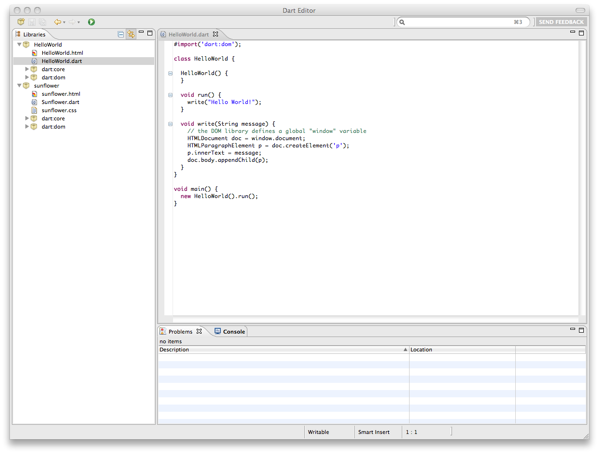 Dart Editor
⌘3
SEND FEEDBACK
Libraries
HelloWorld
HelloWorld.html
HelloWorld.dart
dart:core
dart:dom
sunflower
sunflower.html
Sunflower.dart
sunflower.css
dart:core
dart:dom
HelloWorld.dart
#import('dart:dom');
class HelloWorld {
HelloWorld() {
}
void run() {
write("Hello World!");
}
void write(String message) {
// the DOM library defines a global "window" variable
HTMLDocument doc = window.document;
HTMLParagraphElement p = doc.createElement('p');
p.innerText = message;
doc.body.appendChild(p);
}
}
void main() {
new HelloWorld().run();
}
Problems Console
no items
Description Location
Writable Smart Insert 1 : 1